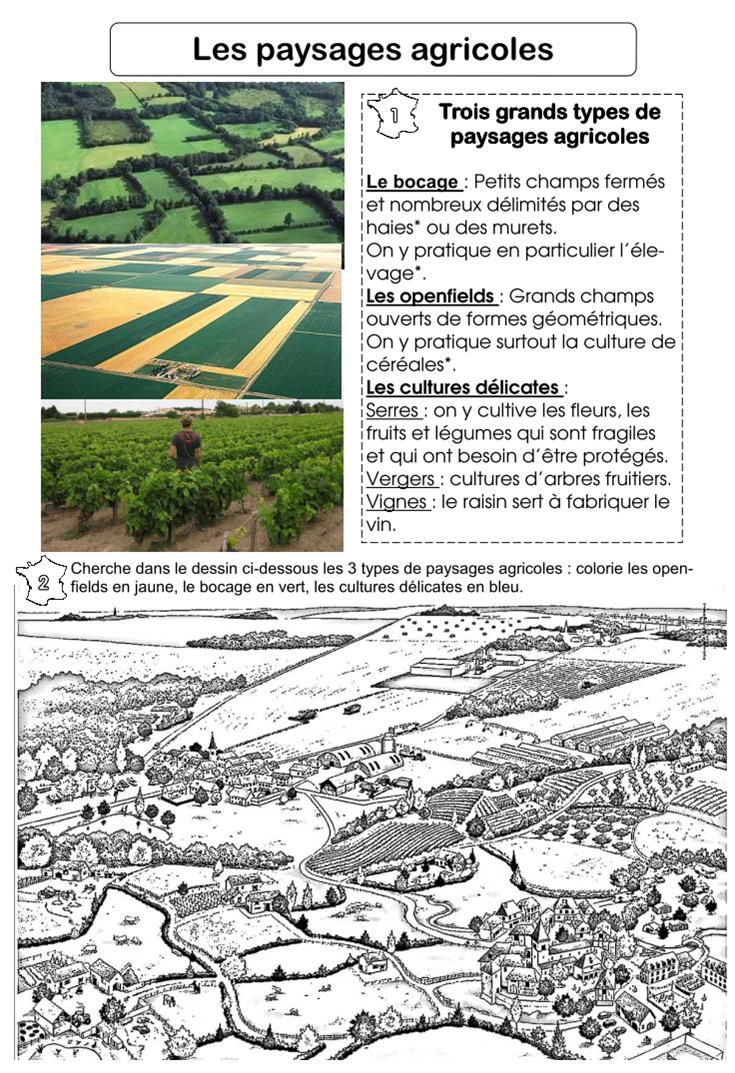 Les paysages agricoles
1
Trois grands types de
paysages agricoles
Le bocage : Petits champs fermés
et nombreux délimités par des
haies* ou des murets.
On y pratique en particulier l'éle-
vage*.
Les openfields : Grands champs
ouverts de formes géométriques.
On y pratique surtout la culture de
céréales*.
Les cultures délicates :
Serres : on y cultive les fleurs, les
fruits et légumes qui sont fragiles
et qui ont besoin d'être protégés.
Vergers : cultures d'arbres fruitiers.
Vignes : le raisin sert à fabriquer le
vin.
2
Cherche dans le dessin ci-dessous les 3 types de paysages agricoles : colorie les open-
fields en jaune, le bocage en vert, les cultures délicates en bleu.